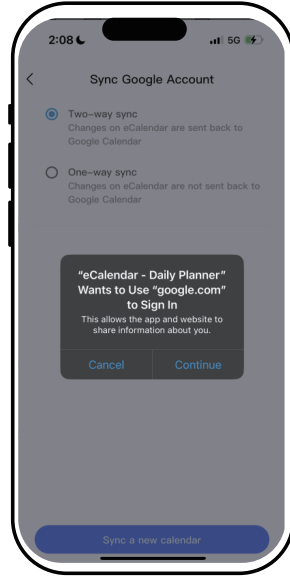 2:08
5G
Sync Google Account
Two-way sync
Changes on eCalendar are sent back to
Google Calendar
One-way sync
Changes on eCalendar are not sent back to
Google Calendar
“eCalendar - Daily Planner”
Wants to Use “google.com”
to Sign In
This allows the app and website to
share information about you.
Cancel
Continue
Sync a new calendar